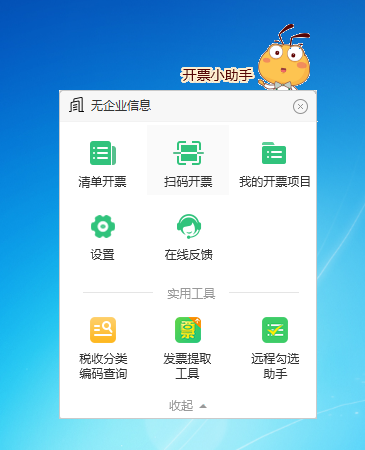 开票小助手
无企业信息
清单开票 扫码开票 我的开票项目
设置 在线反馈
实用工具
税收分类 发票提取 远程勾选
编码查询 工具 助手
收起